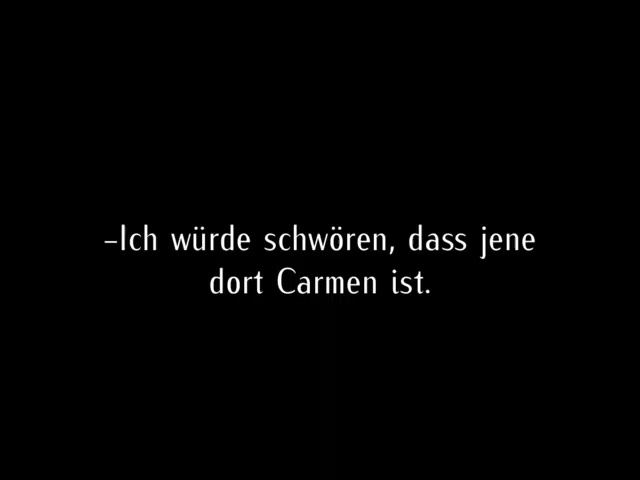 –Ich würde schwören, dass jene
dort Carmen ist.